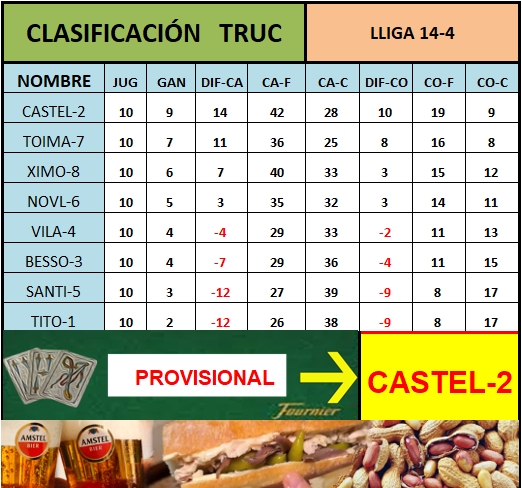 CLASIFICACIÓN TRUC LLIGA 14-4
NOMBRE JUG GAN DIF-CA CA-F CA-C DIF-CO CO-F CO-C
CASTEL-2 10 9 14 42 28 10 19 9
TOIMA-7 10 7 11 36 25 8 16 8
XIMO-8 10 6 7 40 33 3 15 12
NOVL-6 10 5 3 35 32 3 14 11
VILA-4 10 4 -4 29 33 -2 11 13
BESSO-3 10 4 -7 29 36 -4 11 15
SANTI-5 10 3 -12 27 39 -9 8 17
TITO-1 10 2 -12 26 38 -9 8 17
PROVISIONAL
CASTEL-2
Fournier
AMSTEL
BIER
AMSTEL
BIER